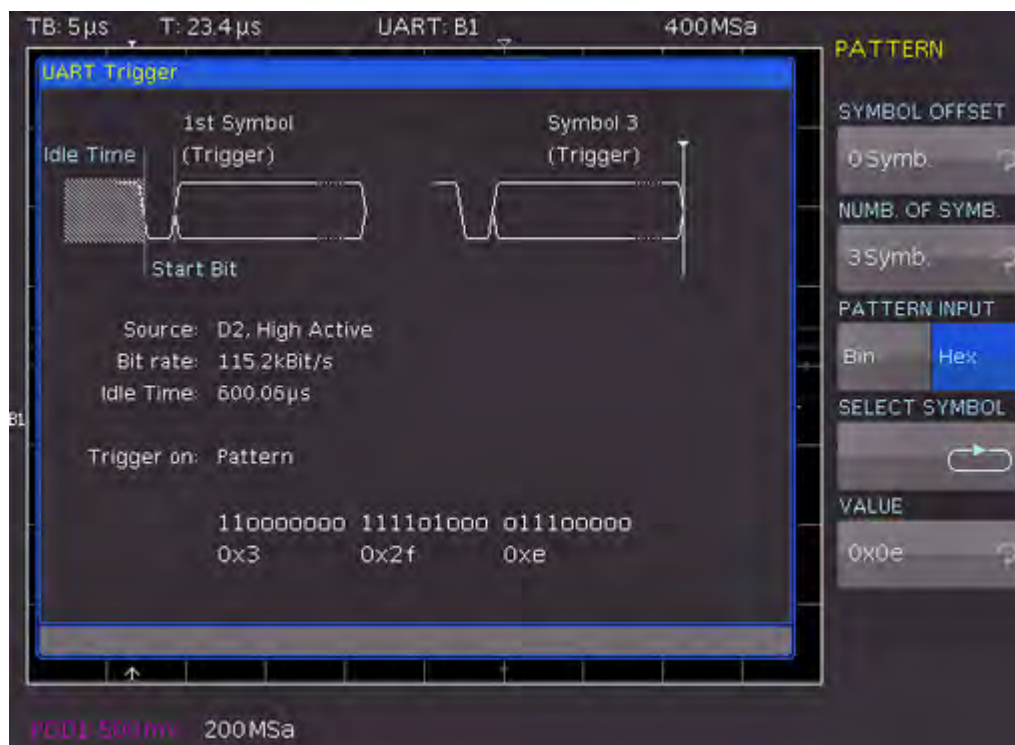 TB: 5µs T: 23.4µs UART: B1 400MSa
PATTERN
UART Trigger
SYMBOL OFFSET
0 Symb.
NUMB. OF SYMB.
3 Symb.
PATTERN INPUT
Bin Hex
SELECT SYMBOL
VALUE
0x0e
1st Symbol Symbol 3
Idle Time (Trigger) (Trigger)
Start Bit
Source: D2, High Active
Bit rate: 115.2kBit/s
Idle Time: 600.06µs
B1
Trigger on: Pattern
110000000 111101000 011100000
0x3 0x2f 0xe
200MSa